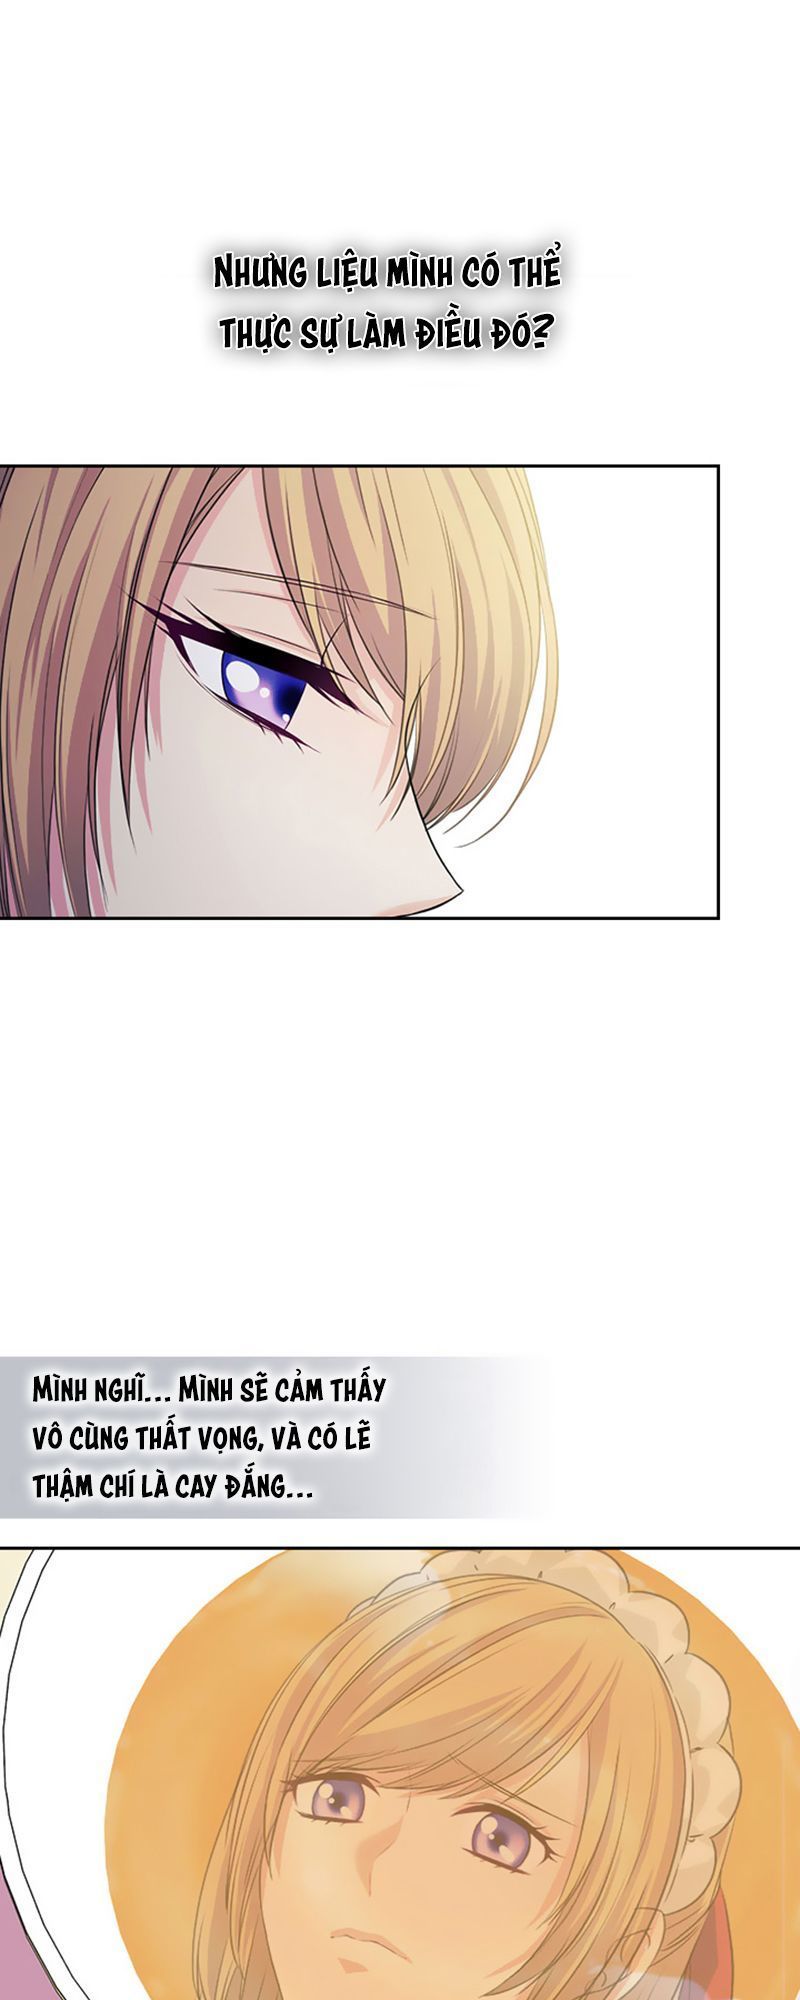 NHƯNG LIỆU MÌNH CÓ THỂ
THỰC SỰ LÀM ĐIỀU ĐÓ?
MÌNH NGHĨ... MÌNH SẼ CẢM THẤY
VÔ CÙNG THẤT VỌNG, VÀ CÓ LẼ
THẬM CHÍ LÀ CAY ĐẮNG...